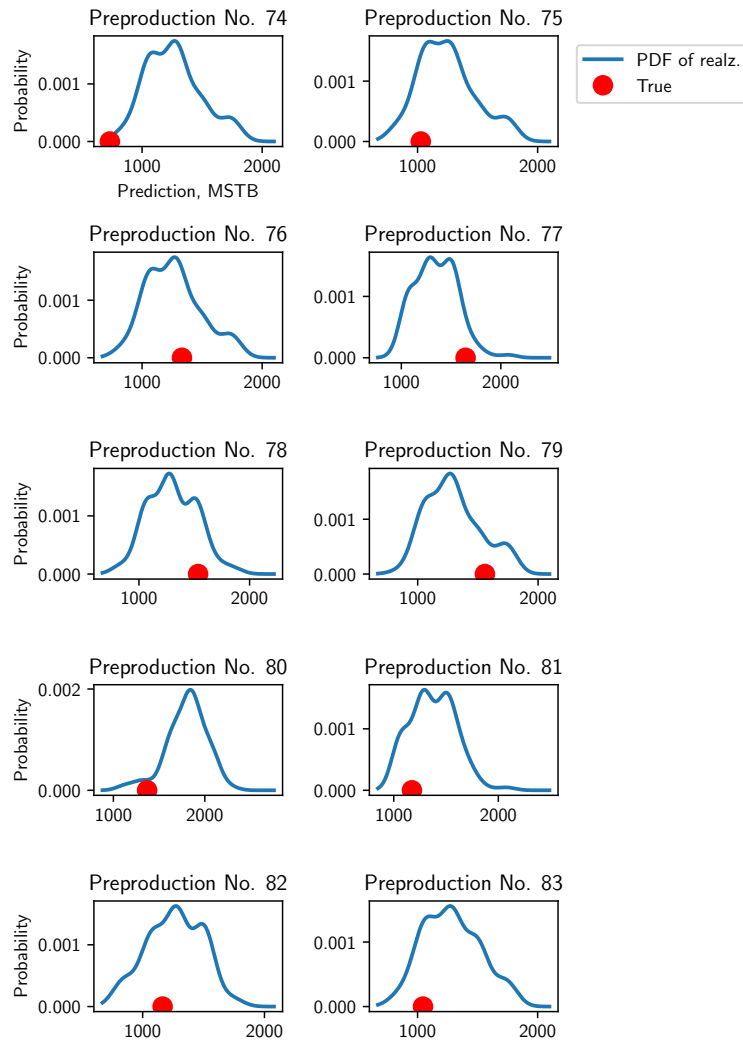 Preproduction No. 74
Probability
0.001
0.000
1000 2000
Prediction, MSTB
Preproduction No. 75
0.001
0.000
1000 2000
PDF of realz.
True
Preproduction No. 76
Probability
0.001
0.000
1000 2000
Preproduction No. 77
0.001
0.000
1000 2000
Preproduction No. 78
Probability
0.001
0.000
1000 2000
Preproduction No. 79
0.001
0.000
1000 2000
Preproduction No. 80
Probability
0.002
0.000
1000 2000
Preproduction No. 81
0.001
0.000
1000 2000
Preproduction No. 82
Probability
0.001
0.000
1000 2000
Preproduction No. 83
0.001
0.000
1000 2000